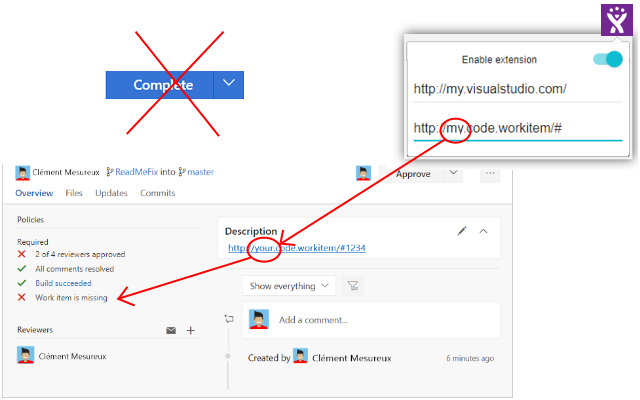 Complete
Enable extension
http://my.visualstudio.com/
http://my.code.workitem/#
Clément Mesureux ReadMeFix into master
Approve
Overview Files Updates Commits
Policies
Required
2 of 4 reviewers approved
All comments resolved
Build succeeded
Work item is missing
Reviewers
Clément Mesureux
Description
http://your.code.workitem/#1234
Show everything
Add a comment...
Created by Clément Mesureux 6 minutes ago